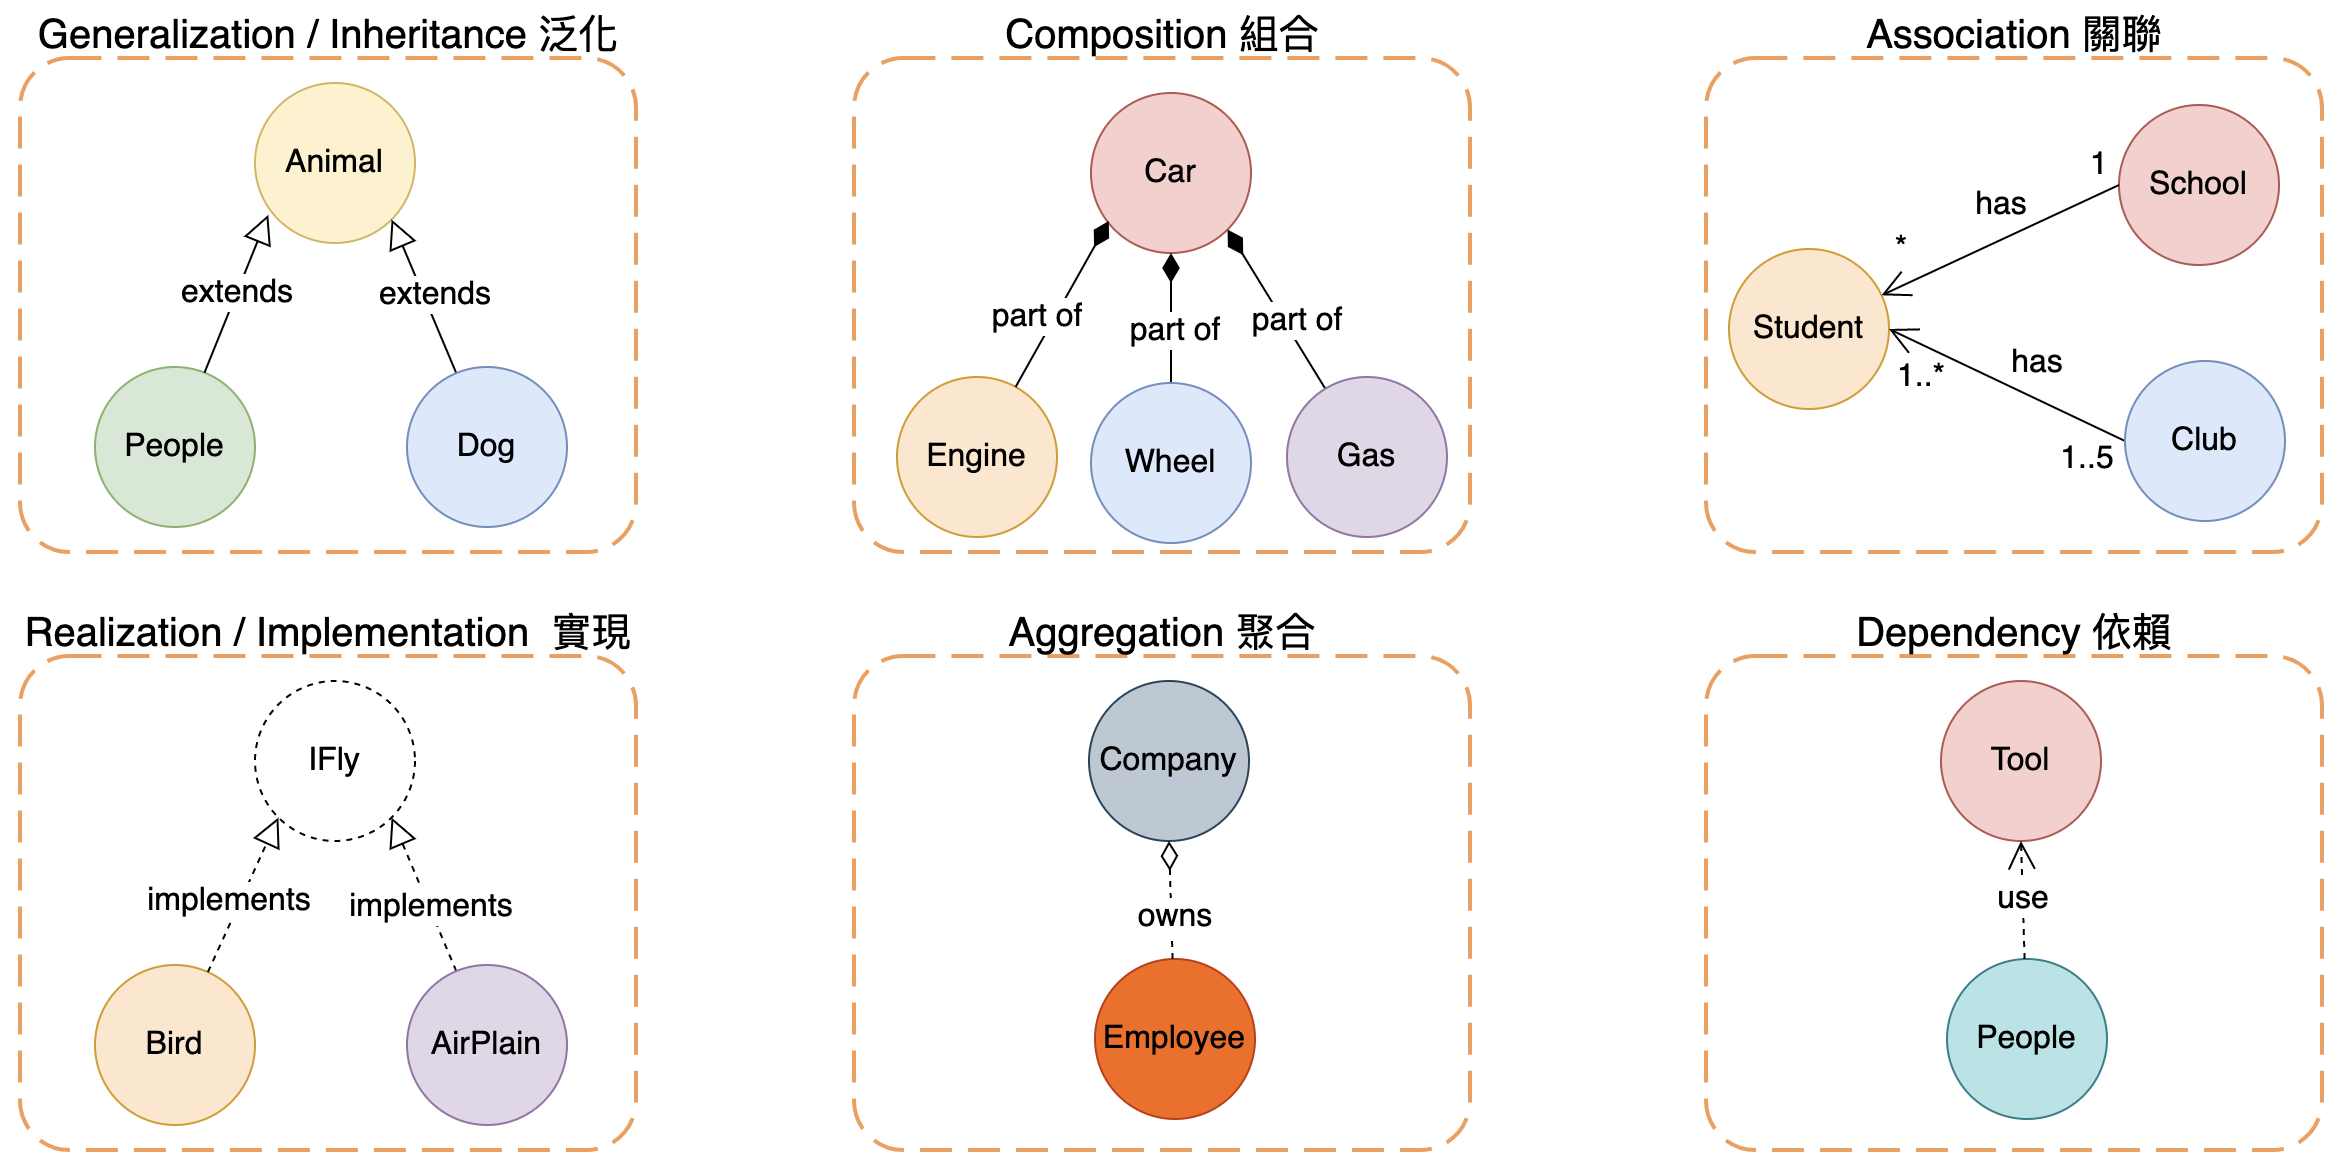 Generalization / Inheritance 泛化
Animal
extends
extends
People
Dog
Composition 組合
Car
part of
part of
part of
Engine
Wheel
Gas
Association 關聯
School
1
has
*
Student
has
1..*
Club
1..5
Realization / Implementation 實現
IFly
implements
implements
Bird
AirPlain
Aggregation 聚合
Company
owns
Employee
Dependency 依賴
Tool
use
People